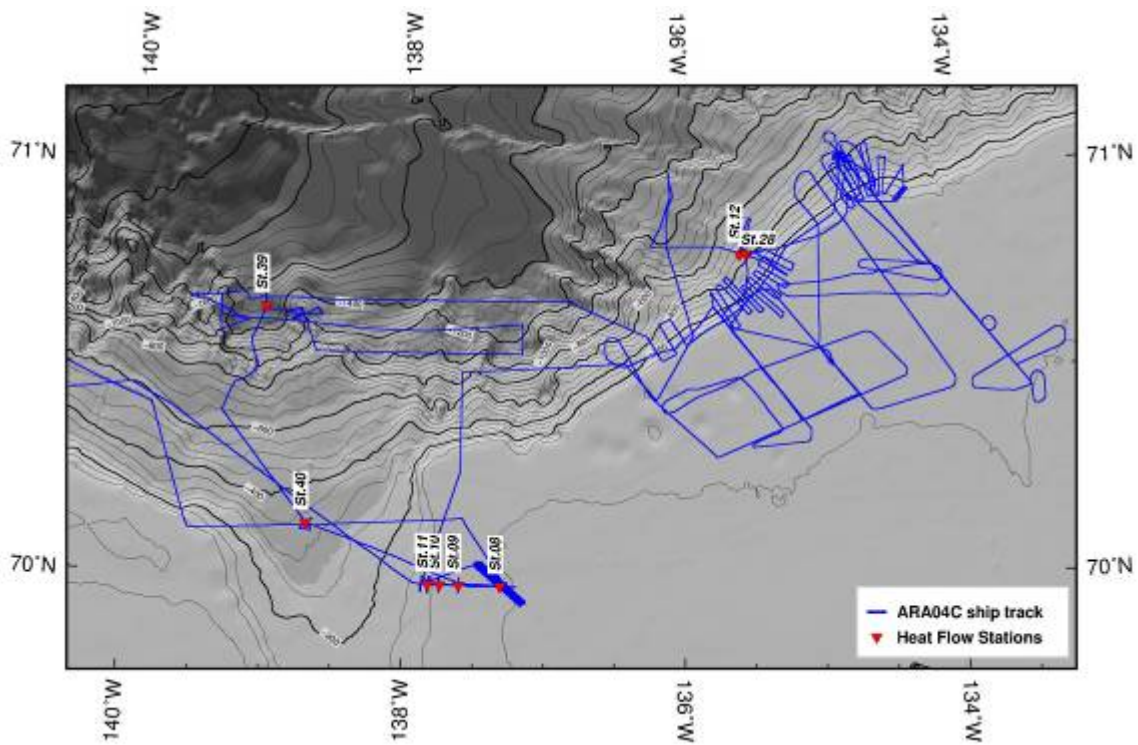 140°W
138°W
136°W
134°W
71°N
71°N
St.12
St.28
St.39
St.40
St.11
St.10
St.09
St.08
70°N
70°N
ARA04C ship track
Heat Flow Stations
140°W
138°W
136°W
134°W